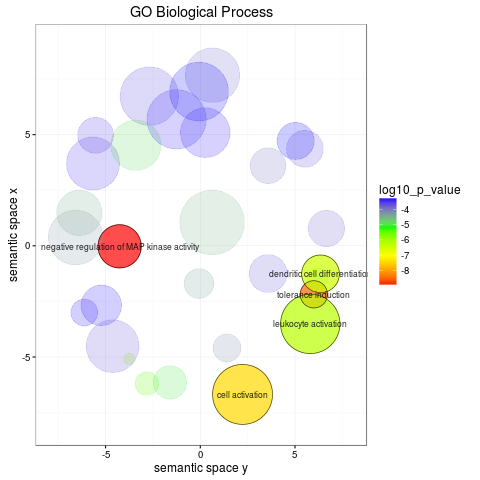 GO Biological Process
semantic space x
5
0
-5
negative regulation of MAP kinase activity
dendritic cell differentiatio
tolerance induction
leukocyte activation
cell activation
-5
0
5
semantic space y
log10_p_value
-4
-5
-6
-7
-8